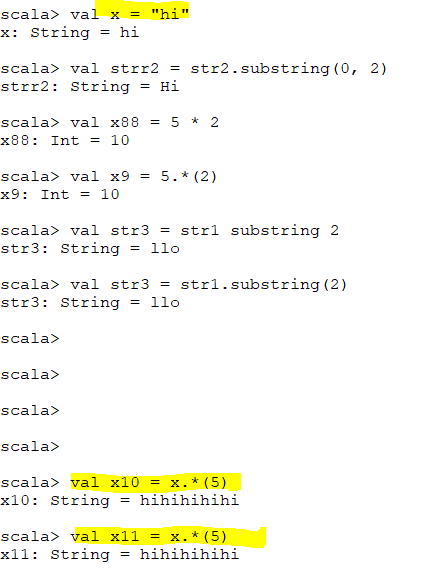 scala> val x = "hi"
x: String = hi
scala> val strr2 = str2.substring(0, 2)
strr2: String = Hi
scala> val x88 = 5 * 2
x88: Int = 10
scala> val x9 = 5.*(2)
x9: Int = 10
scala> val str3 = str1 substring 2
str3: String = llo
scala> val str3 = str1.substring(2)
str3: String = llo
scala>
scala>
scala>
scala>
scala> val x10 = x.*(5)
x10: String = hihihihihi
scala> val x11 = x.*(5)
x11: String = hihihihihi